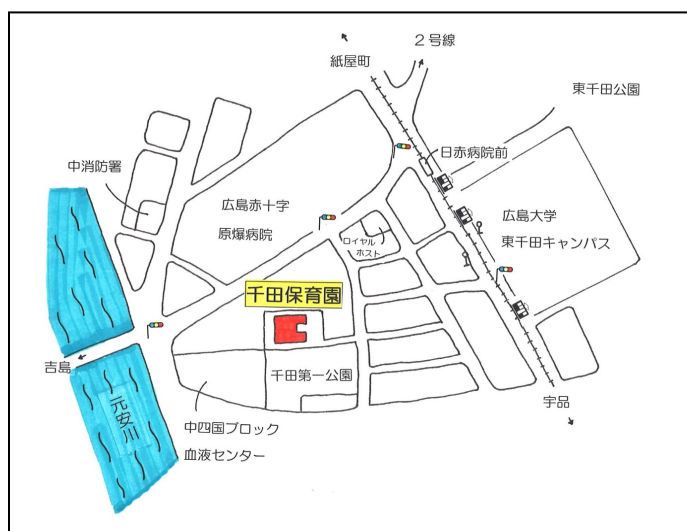 2号線
紙屋町
東千田公園
日赤病院前
中消防署
広島赤十字
原爆病院
広島大学
東千田キャンパス
ロイヤル
ホスト
千田保育園
吉島
千田第一公園
元安川
宇品
中四国ブロック
血液センター